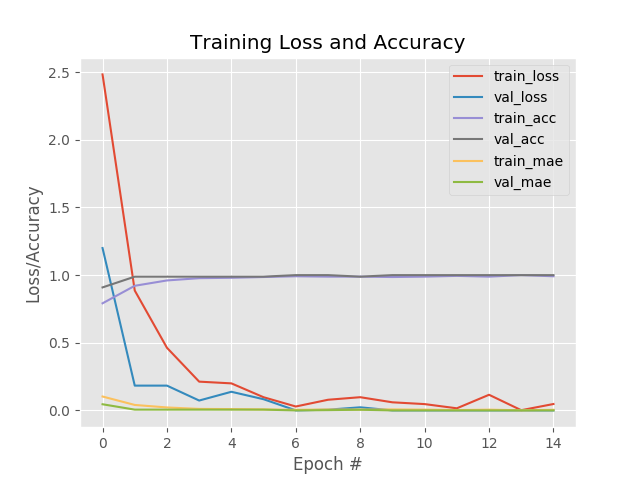 Training Loss and Accuracy
2.5
2.0
1.5
1.0
0.5
0.0
Loss/Accuracy
train_loss
val_loss
train_acc
val_acc
train_mae
val_mae
0 2 4 6 8 10 12 14
Epoch #